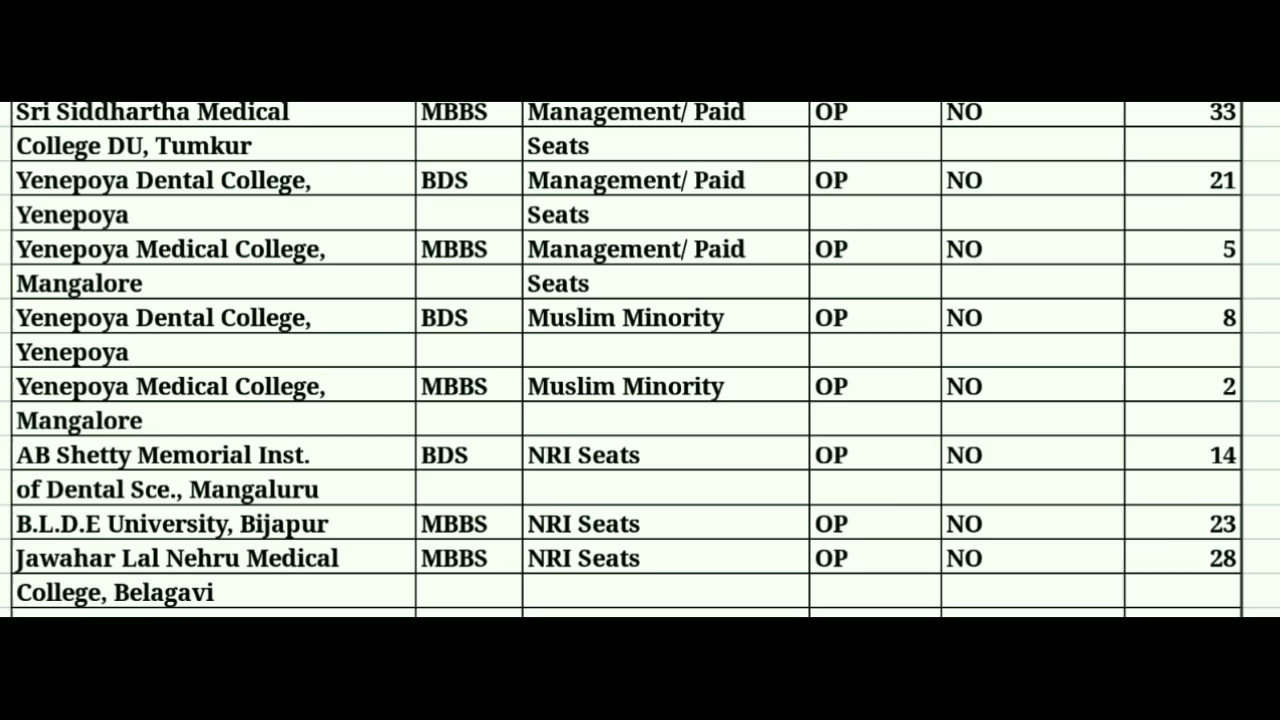 Sri Siddhartha Medical MBBS Management/ Paid OP NO 33
College DU, Tumkur Seats
Yenepoya Dental College, BDS Management/ Paid OP NO 21
Yenepoya Seats
Yenepoya Medical College, MBBS Management/ Paid OP NO 5
Mangalore Seats
Yenepoya Dental College, BDS Muslim Minority OP NO 8
Yenepoya
Yenepoya Medical College, MBBS Muslim Minority OP NO 2
Mangalore
AB Shetty Memorial Inst. BDS NRI Seats OP NO 14
of Dental Sce., Mangaluru
B.L.D.E University, Bijapur MBBS NRI Seats OP NO 23
Jawahar Lal Nehru Medical MBBS NRI Seats OP NO 28
College, Belagavi